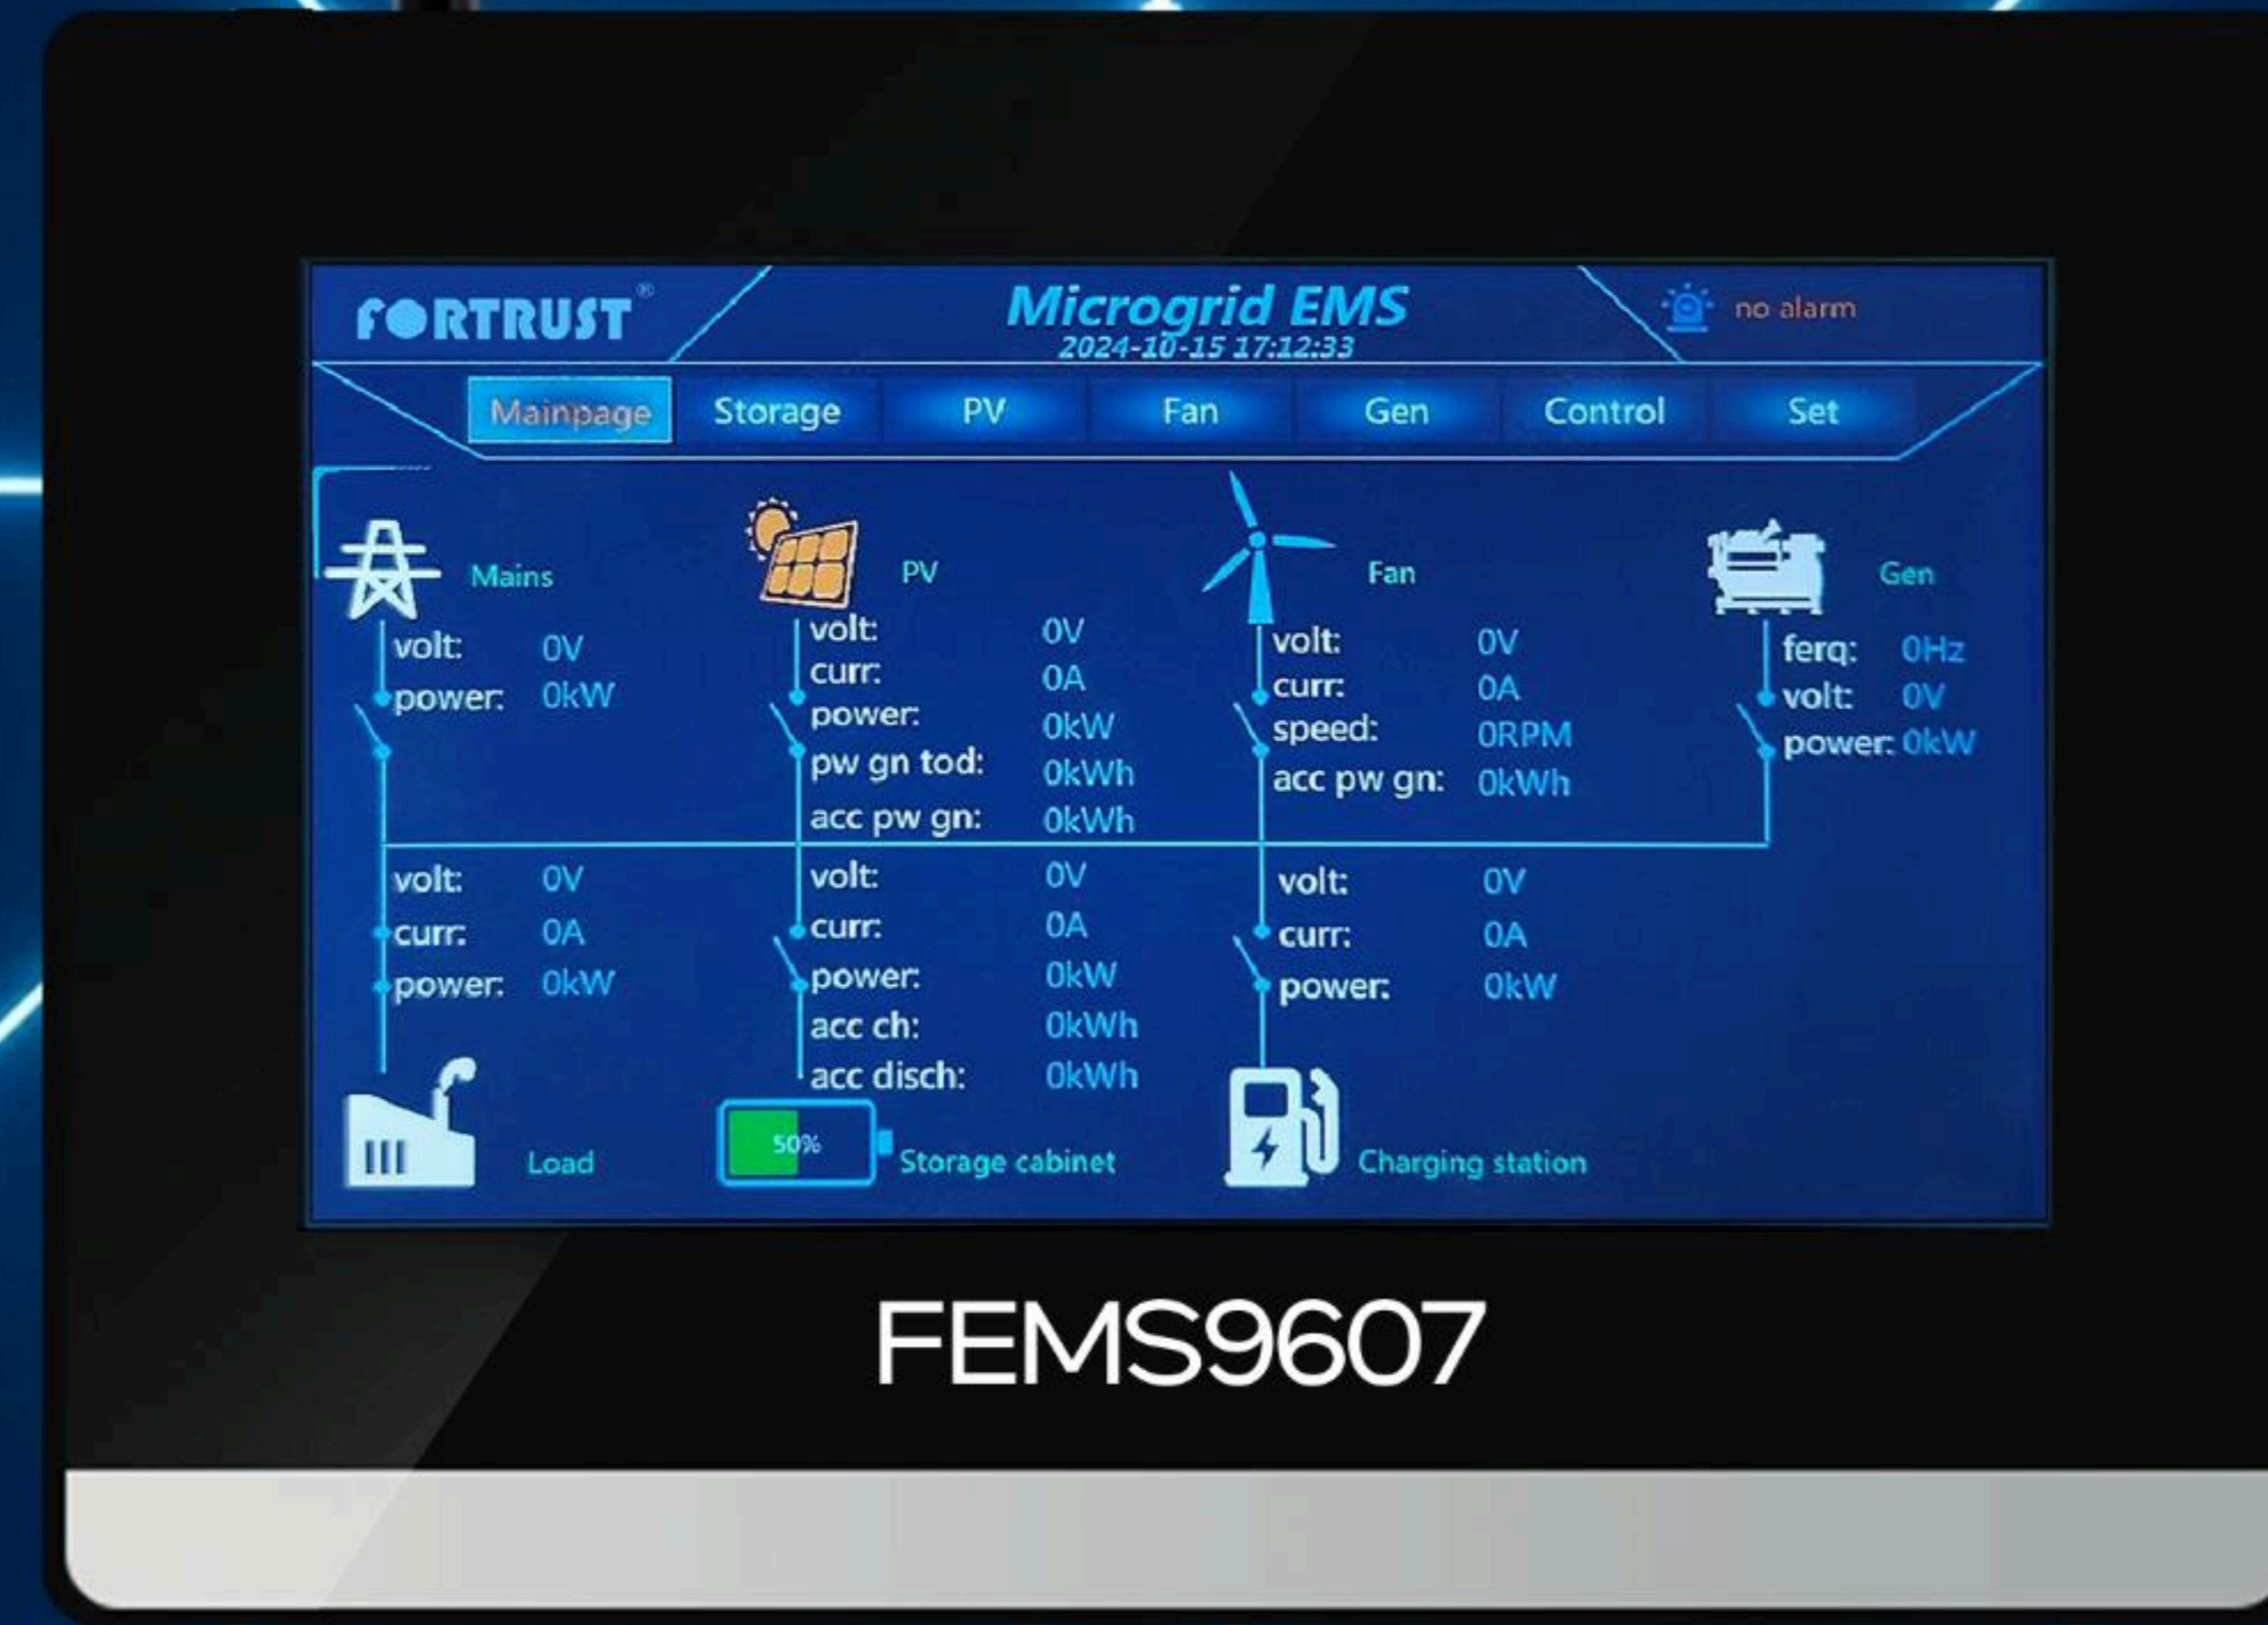 FORTRUST®
Microgrid EMS
2024-10-15 17:12:33
no alarm
Mainpage Storage PV Fan Gen Control Set
Mains
volt: 0V
power: 0kW
PV
volt: 0V
curr: 0A
power: 0kW
pw gn tod: 0kWh
acc pw gn: 0kWh
Fan
volt: 0V
curr: 0A
speed: 0RPM
acc pw gn: 0kWh
Gen
ferq: 0Hz
volt: 0V
power: 0kW
volt: 0V
curr: 0A
power: 0kW
Load
volt: 0V
curr: 0A
power: 0kW
acc ch: 0kWh
acc disch: 0kWh
50%
Storage cabinet
volt: 0V
curr: 0A
power: 0kW
Charging station
FEMS9607